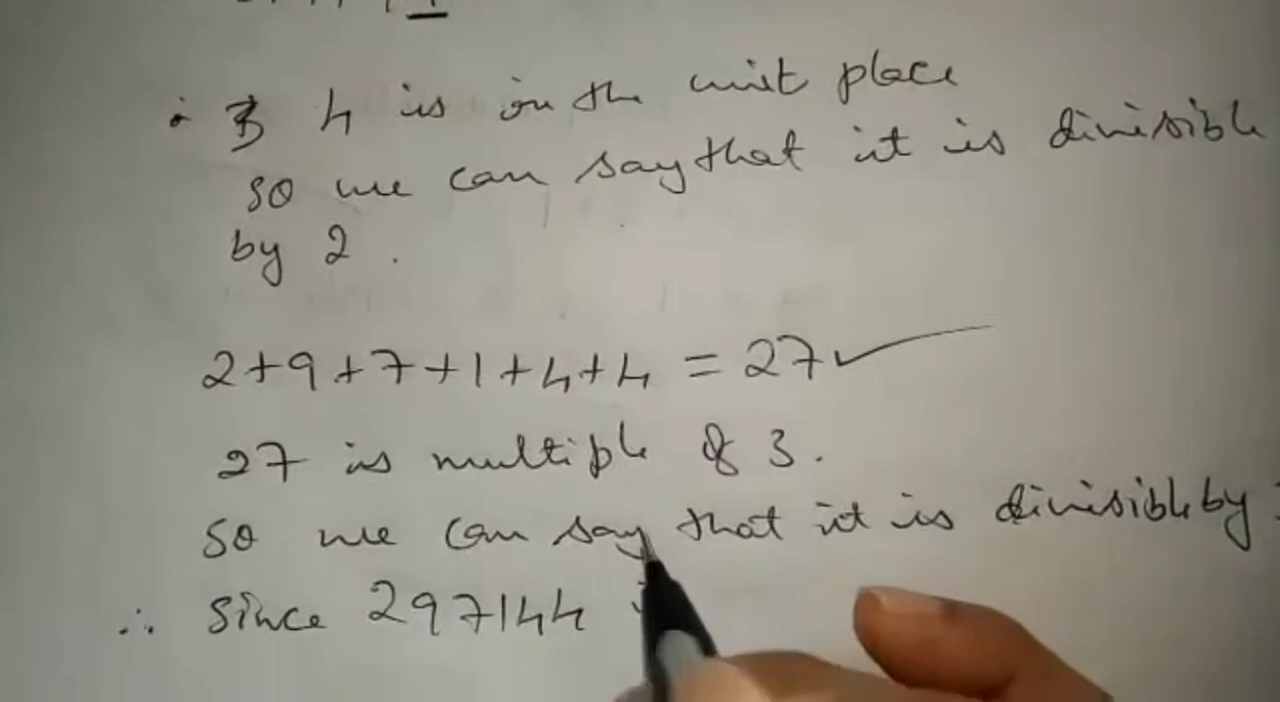 ∴ 4 is in the unit place
so we can say that it is divisible
by 2 .
2+9+7+1+4+4 = 27✓
27 is multiple of 3.
so we can say that it is divisible by
∴ since 297144